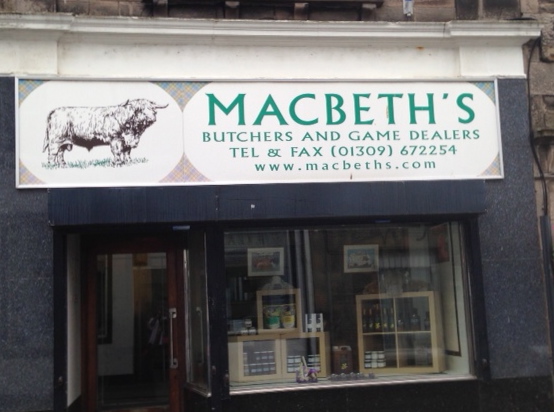 MACBETH'S
BUTCHERS AND GAME DEALERS
TEL & FAX (01309) 672254
www.macbeths.com